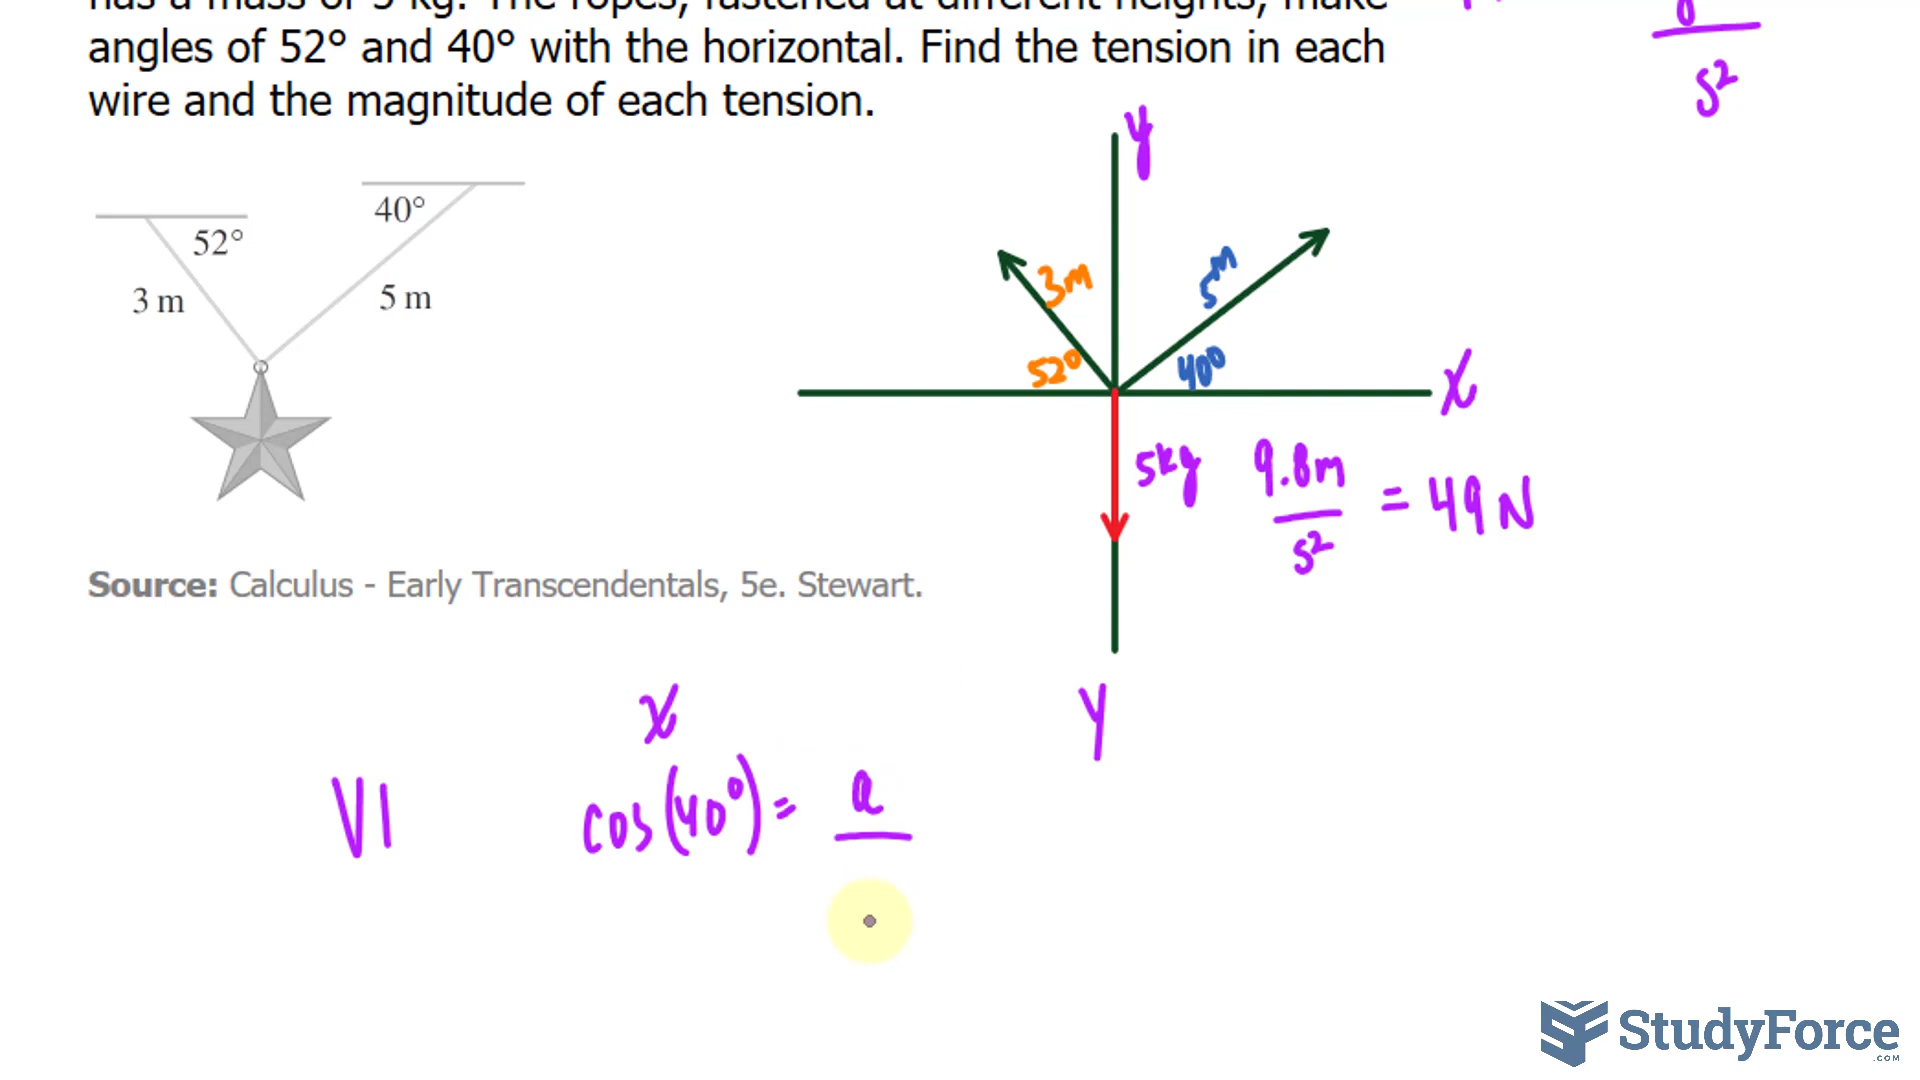 angles of 52° and 40° with the horizontal. Find the tension in each
wire and the magnitude of each tension.
s²
y
40°
52°
3 m
5 m
3m
5m
52°
40°
x
5kg 9.8m/s² = 49 N
Source: Calculus - Early Transcendentals, 5e. Stewart.
x
y
V1 cos(40°) = a
StudyForce
.COM